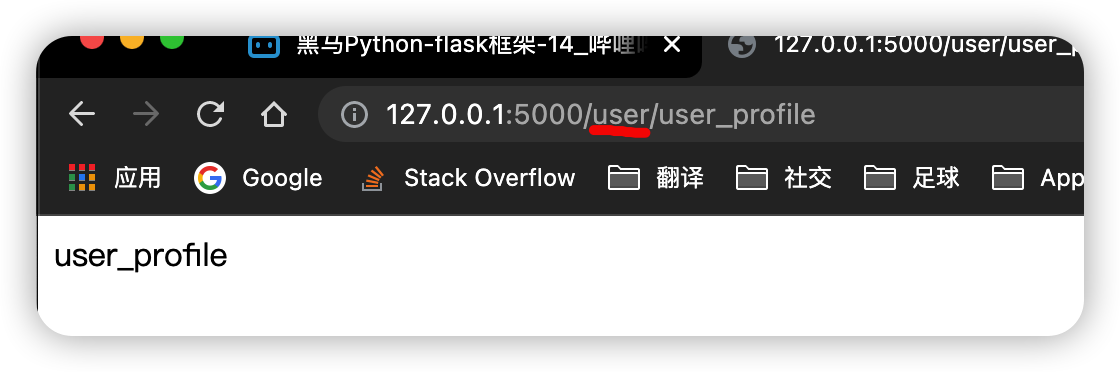 黑马Python-flask框架-14_哔哩 127.0.0.1:5000/user/user_p
127.0.0.1:5000/user/user_profile
应用 Google Stack Overflow 翻译 社交 足球 App
user_profile